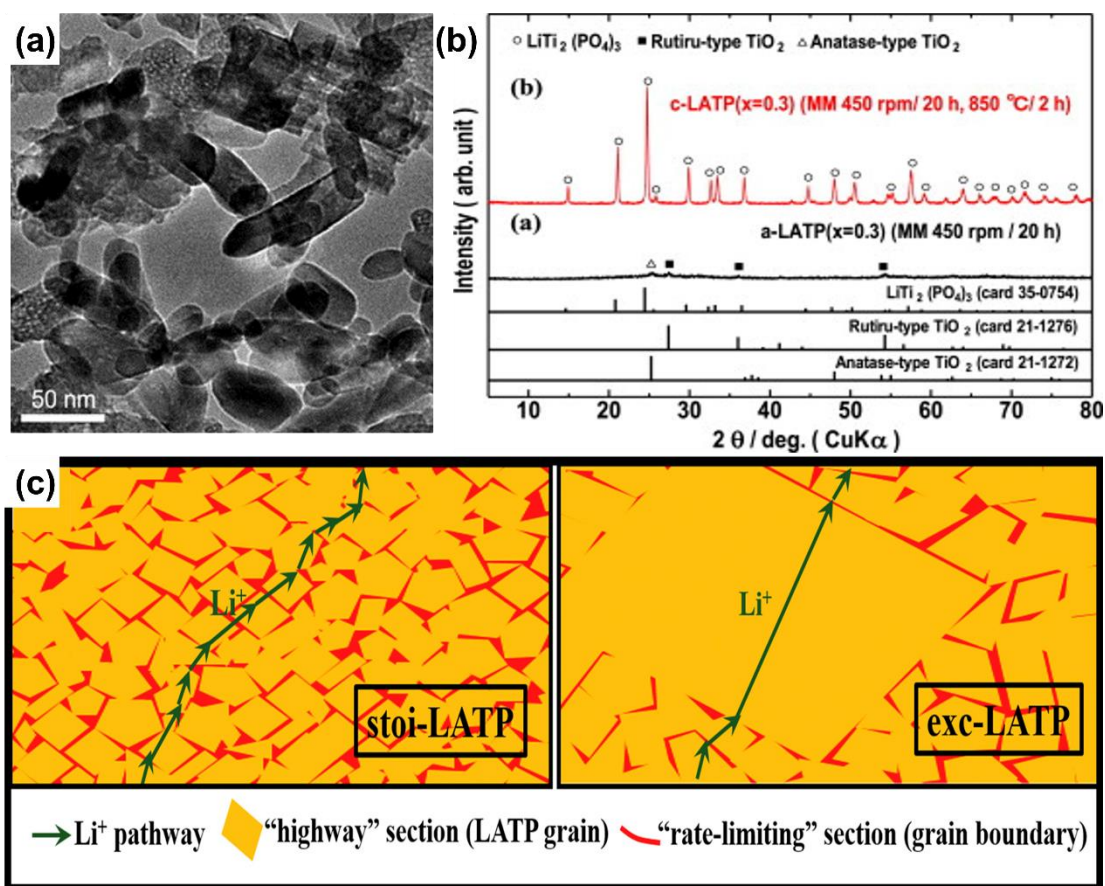 (a)
50 nm
(b)
○ LiTi₂ (PO₄)₃ ■ Rutiru-type TiO₂ △ Anatase-type TiO₂
(b)
c-LATP(x=0.3) (MM 450 rpm/ 20 h, 850 °C/ 2 h)
(a)
a-LATP(x=0.3) (MM 450 rpm / 20 h)
LiTi₂ (PO₄)₃ (card 35-0754)
Rutiru-type TiO₂ (card 21-1276)
Anatase-type TiO₂ (card 21-1272)
Intensity ( arb. unit )
10 20 30 40 50 60 70 80
2 θ / deg. ( CuKα )
(c)
Li⁺
stoi-LATP
Li⁺
exc-LATP
Li⁺ pathway "highway" section (LATP grain) "rate-limiting" section (grain boundary)